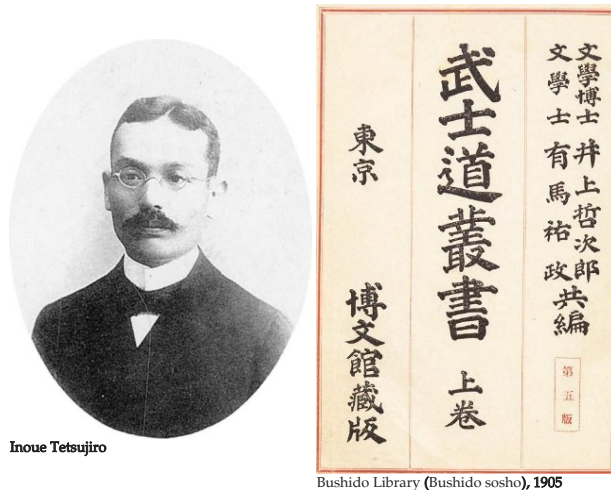 Inoue Tetsujiro
文學博士 井上哲次郎
文學士 有馬祐政
共編
第五版
武士道叢書 上卷
東京 博文館藏版
Bushido Library (Bushido sosho), 1905